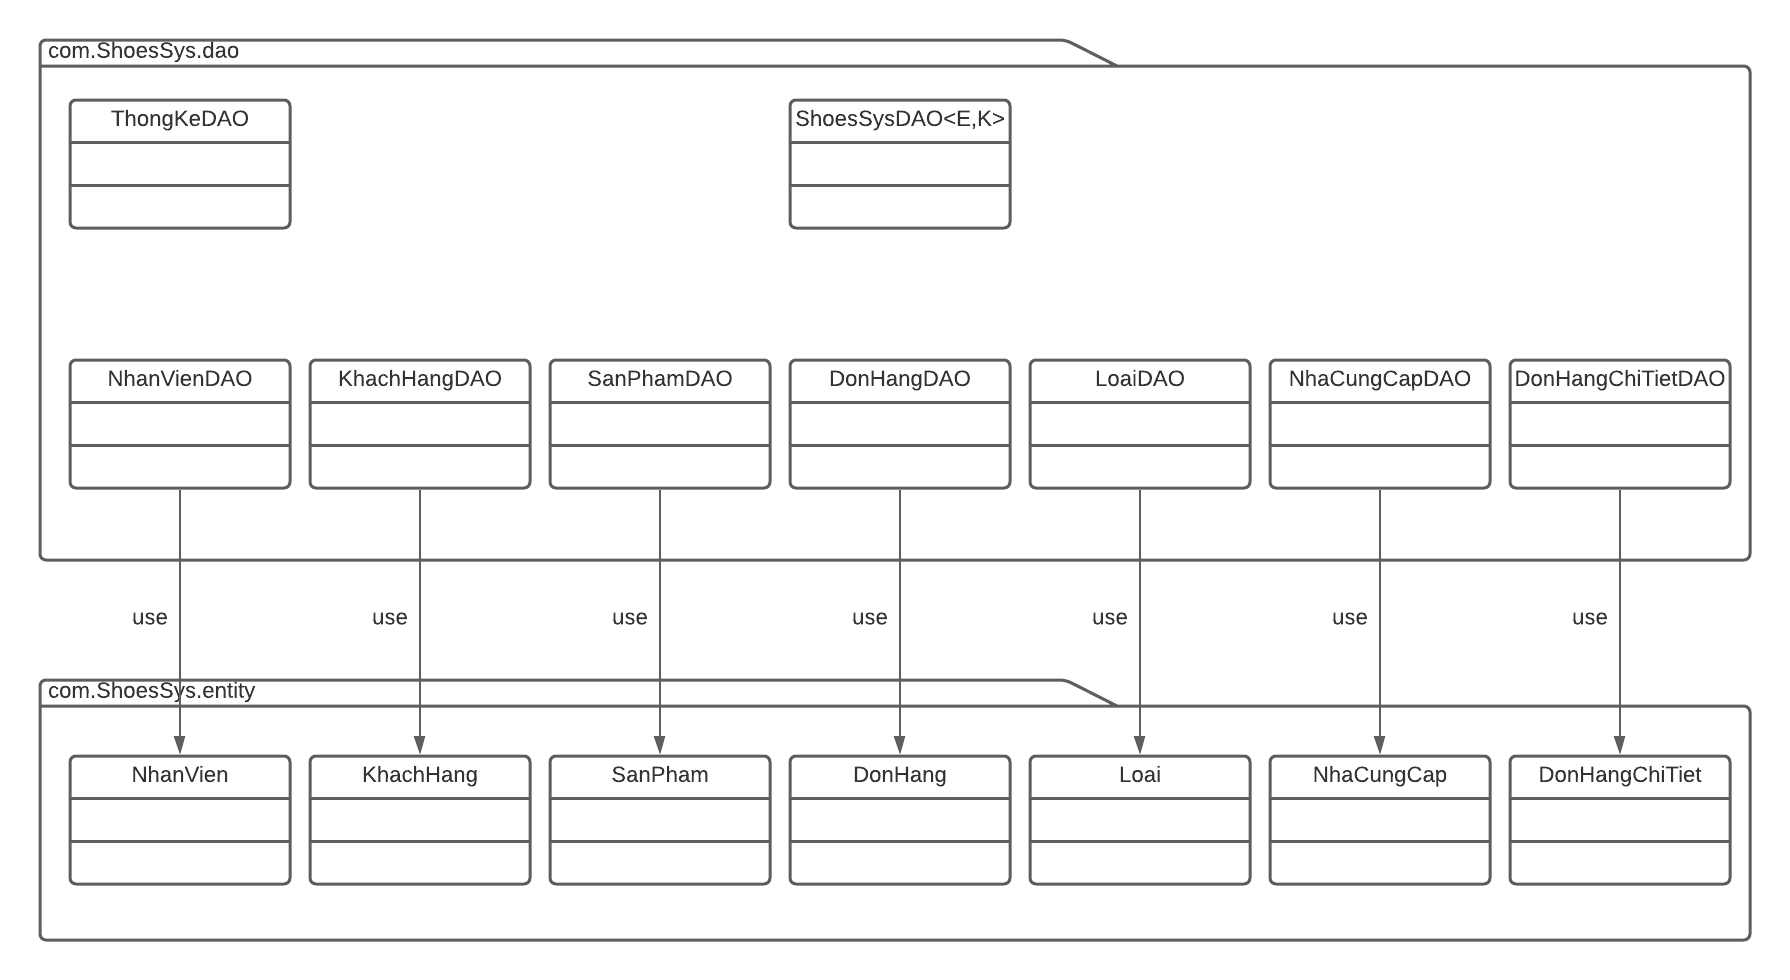 com.ShoesSys.dao
ThongKeDAO
ShoesSysDAO<E,K>
NhanVienDAO
KhachHangDAO
SanPhamDAO
DonHangDAO
LoaiDAO
NhaCungCapDAO
DonHangChiTietDAO
use
use
use
use
use
use
use
com.ShoesSys.entity
NhanVien
KhachHang
SanPham
DonHang
Loai
NhaCungCap
DonHangChiTiet